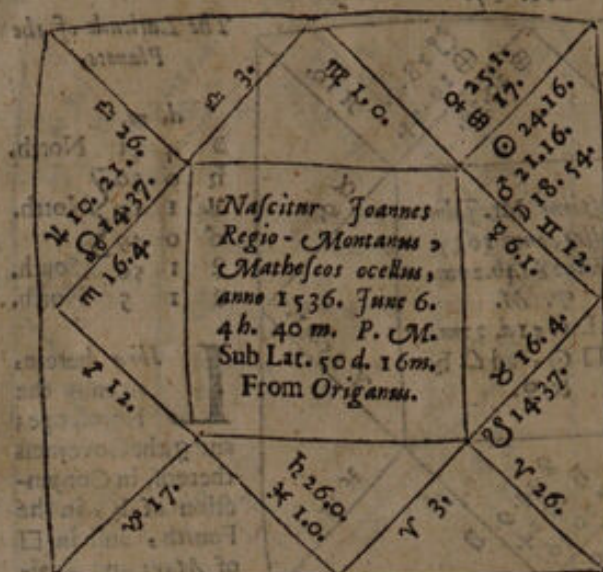 ♎ 3.
♍ 1. 0.
♀ 25. 1.
♋ 17.
☉ 24. 16.
♂ 21. 16.
18. 54.
♊ 12.
☿ 6. 1.
♎ 26.
♃ 10. 21.
☊ 14. 37.
♏ 16. 4.
Nascitur Joannes
Regio-Montanus,
Matheseos ocellus,
anno 1536. June 6.
4 h. 40 m. P. M.
Sub Lat. 50 d. 16 m.
From Origanus.
♉ 16. 4.
☋ 14. 37.
♐ 12.
♑ 17.
♄ 26. 0.
♓ 1. 0.
♈ 3.
♈ 26.